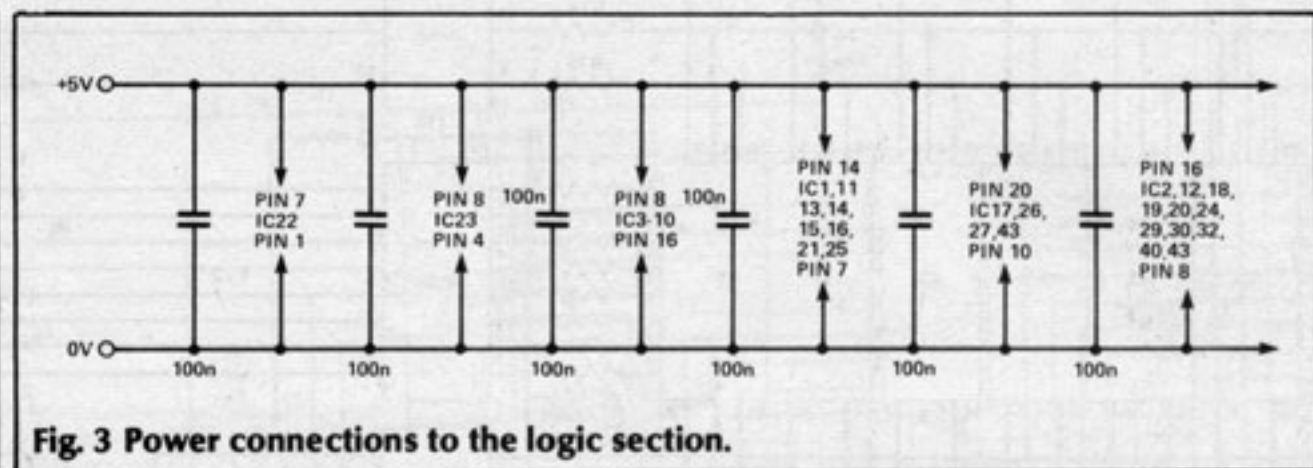 +5V
PIN 7
IC22
PIN 1
PIN 8
IC23
PIN 4
100n
PIN 8
IC3-10
PIN 16
100n
PIN 14
IC1,11
13,14,
15,16,
21,25
PIN 7
PIN 20
IC17,26,
27,43
PIN 10
PIN 16
IC2,12,18,
19,20,24,
29,30,32,
40,43
PIN 8
0V
100n 100n 100n 100n 100n 100n
Fig. 3 Power connections to the logic section.